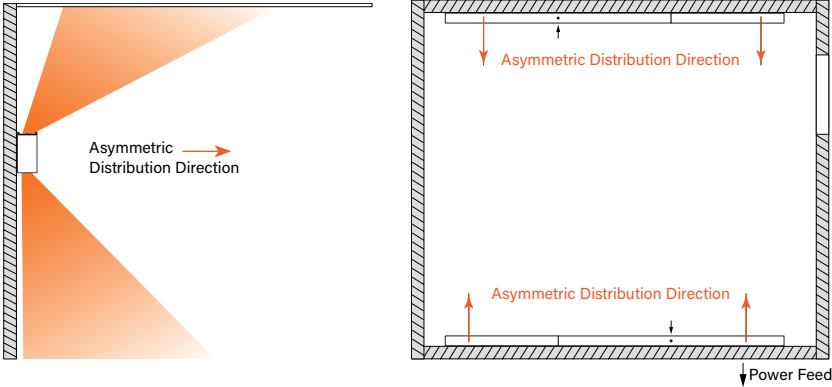 Asymmetric
Distribution Direction
Asymmetric Distribution Direction
Asymmetric Distribution Direction
Power Feed